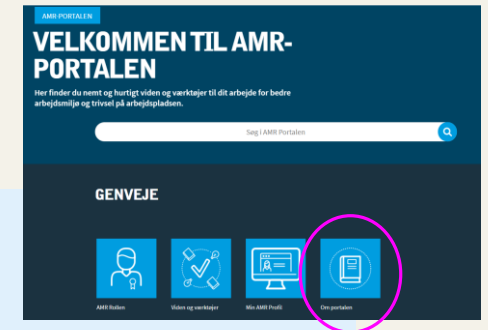 AMR-PORTALEN
VELKOMMEN TIL AMR-
PORTALEN
Her finder du nemt og hurtigt viden og værktøjer til dit arbejde for bedre
arbejdsmiljø og trivsel på arbejdspladsen.
Søg i AMR Portalen
GENVEJE
AMR Rollen
Viden og værktøjer
Min AMR Profil
Om portalen